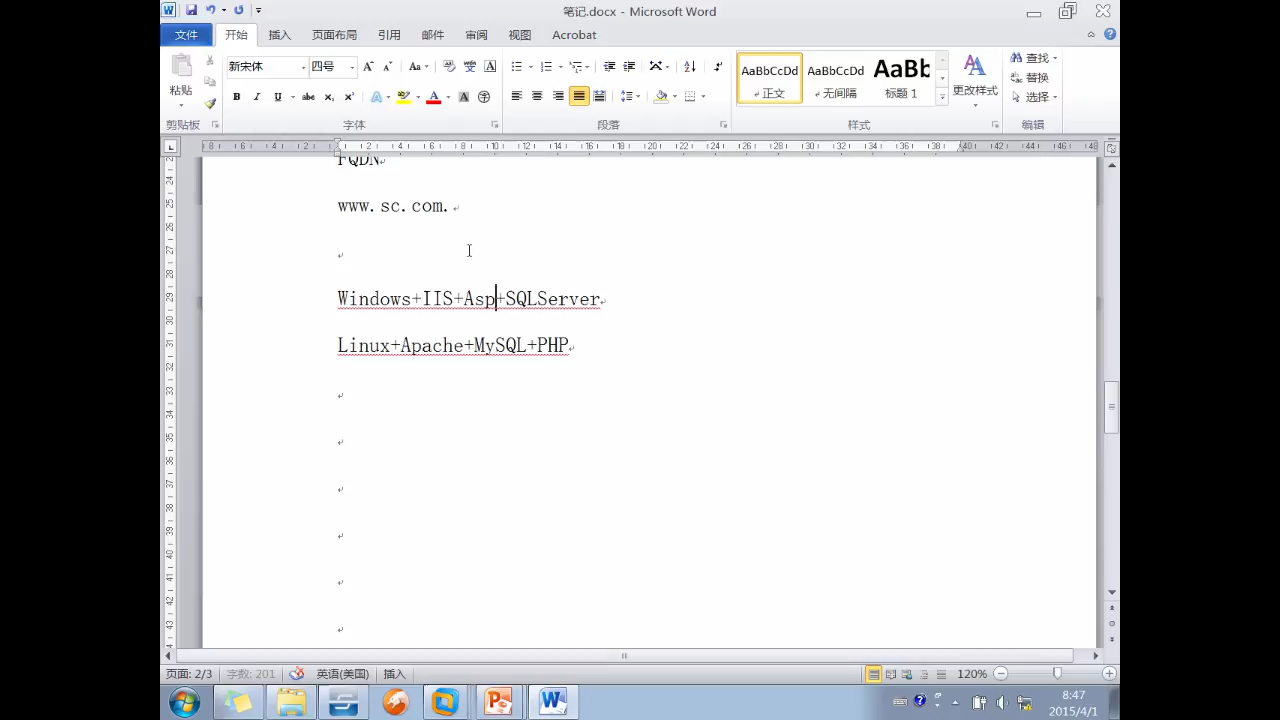 笔记.docx - Microsoft Word
文件 开始 插入 页面布局 引用 邮件 审阅 视图 Acrobat
粘贴
新宋体 四号
剪贴板 字体 段落 样式 编辑
AaBbCcDd 正文
AaBbCcDd 无间隔
AaBb 标题 1
更改样式
查找
替换
选择
FQDN
www.sc.com.
Windows+IIS+Asp+SQLServer
Linux+Apache+MySQL+PHP
页面: 2/3 字数: 201 英语(美国) 插入 120%
8:47
2015/4/1